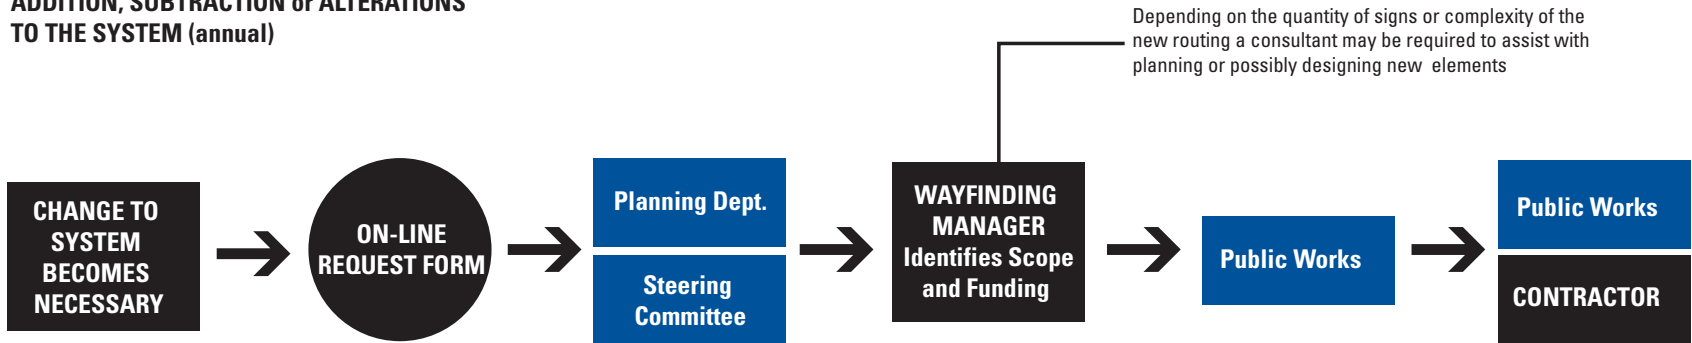 ADDITION, SUBTRACTION or ALTERATIONS
TO THE SYSTEM (annual)
Depending on the quantity of signs or complexity of the
new routing a consultant may be required to assist with
planning or possibly designing new elements
CHANGE TO
SYSTEM
BECOMES
NECESSARY
ON-LINE
REQUEST FORM
Planning Dept.
Steering
Committee
WAYFINDING
MANAGER
Identifies Scope
and Funding
Public Works
Public Works
CONTRACTOR